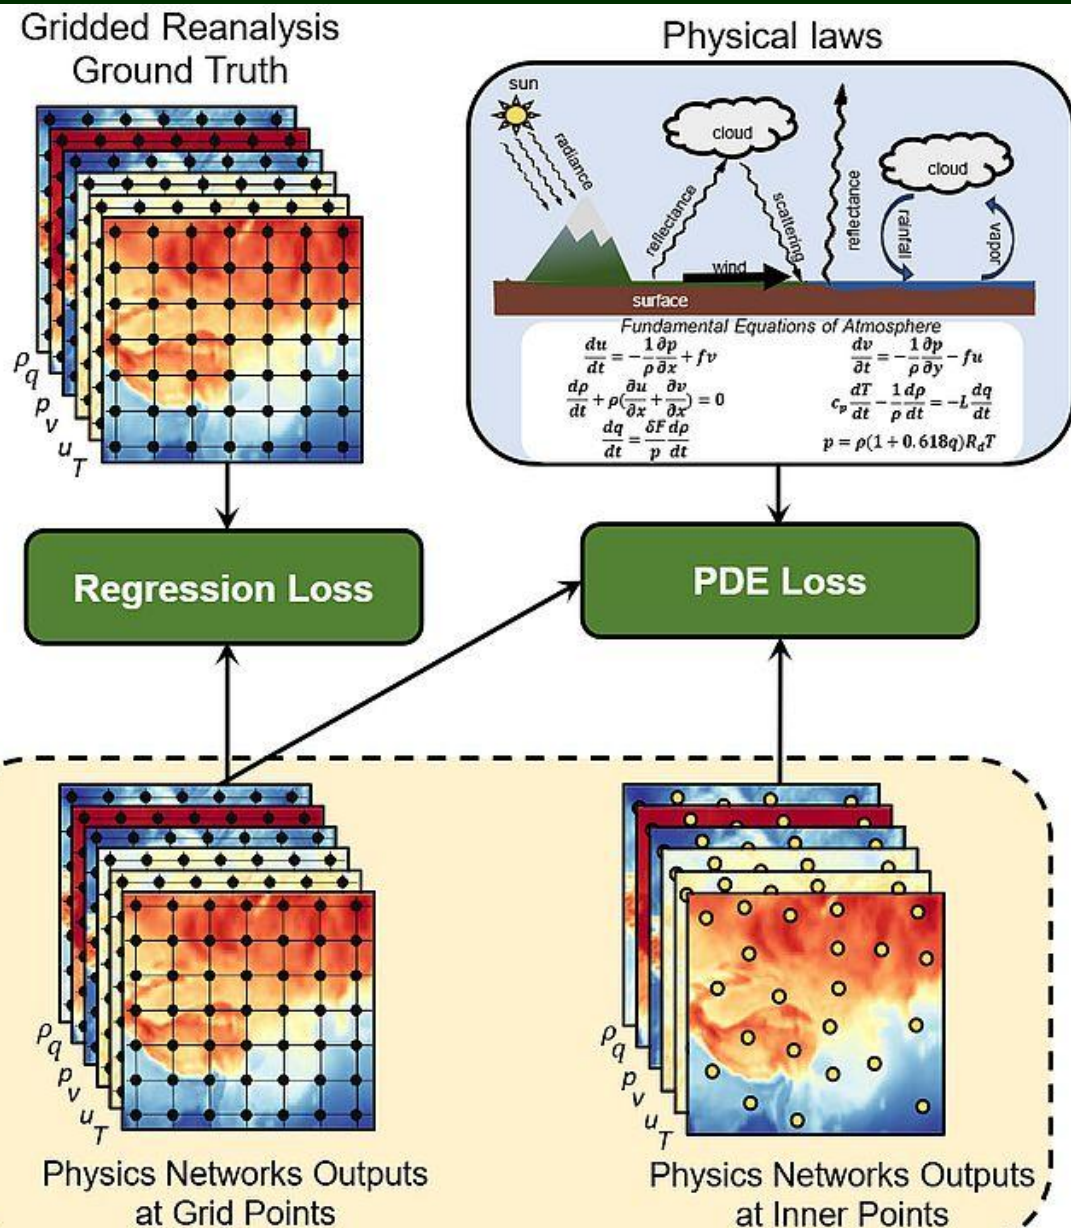 Gridded Reanalysis
Ground Truth
ρ
q
p
v
u
T
Physical laws
sun
radiance
cloud
reflectance
scattering
wind
surface
reflectance
cloud
rainfall
vapor
Fundamental Equations of Atmosphere
du/dt = −1/ρ ∂p/∂x + fv
dv/∂t = −1/ρ ∂p/∂y − fu
dρ/dt + ρ(∂u/∂x + ∂v/∂x) = 0
c_p dT/dt − 1/ρ dρ/dt = −L dq/dt
dq/dt = δF/p dρ/dt
p = ρ(1 + 0.618q)R_dT
Regression Loss
PDE Loss
ρ
q
p
v
u
T
Physics Networks Outputs
at Grid Points
ρ
q
p
v
u
T
Physics Networks Outputs
at Inner Points